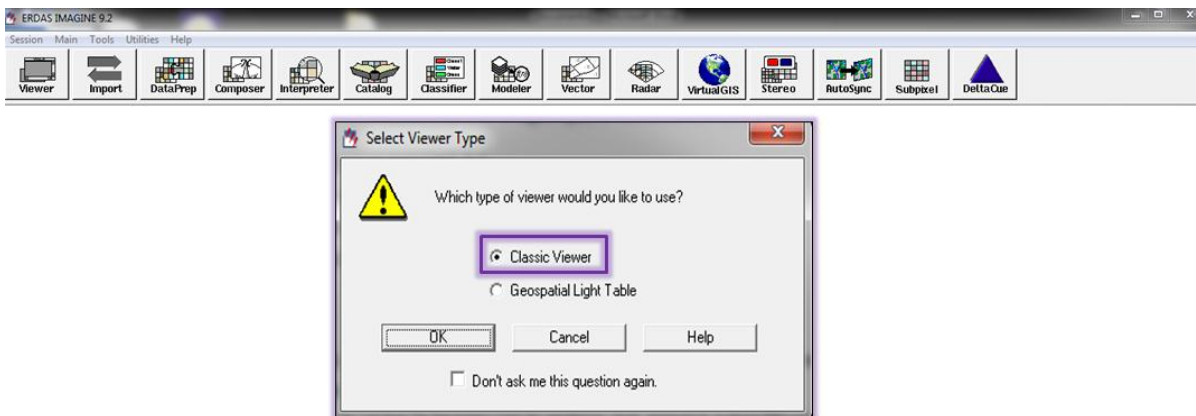 ERDAS IMAGINE 9.2
Session Main Tools Utilities Help
Viewer Import DataPrep Composer Interpreter Catalog Classifier Modeler Vector Radar VirtualGIS Stereo AutoSync Subpixel DeltaCue
Select Viewer Type
Which type of viewer would you like to use?
Classic Viewer
Geospatial Light Table
OK Cancel Help
Don't ask me this question again.